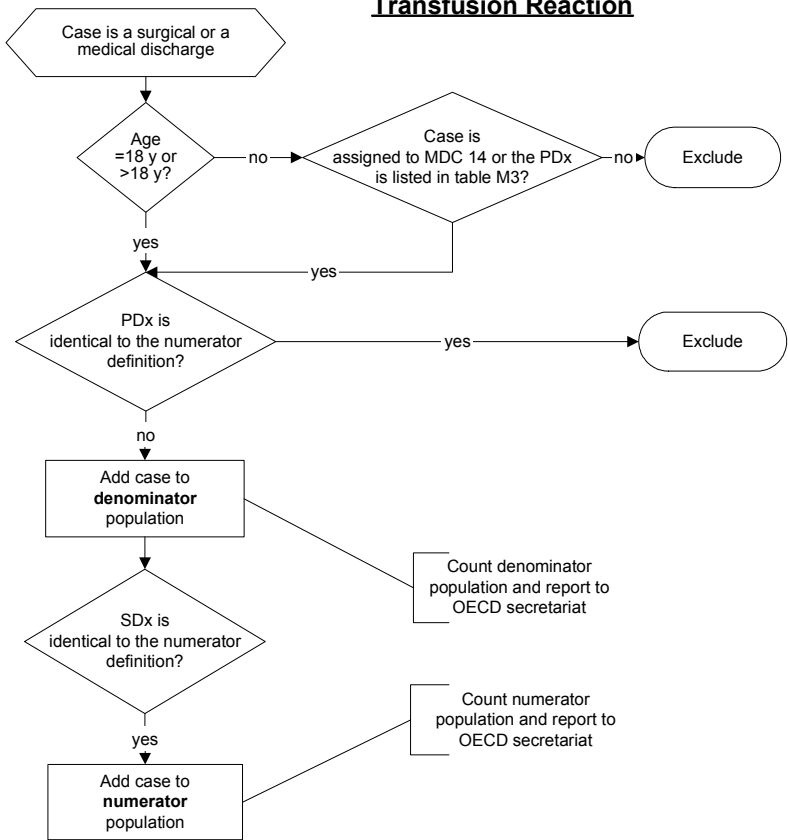 Transfusion Reaction
Case is a surgical or a
medical discharge
Age
=18 y or
>18 y?
no
Case is
assigned to MDC 14 or the PDx
is listed in table M3?
no
Exclude
yes
yes
PDx is
identical to the numerator
definition?
yes
Exclude
no
Add case to
denominator
population
Count denominator
population and report to
OECD secretariat
SDx is
identical to the numerator
definition?
Count numerator
population and report to
OECD secretariat
yes
Add case to
numerator
population